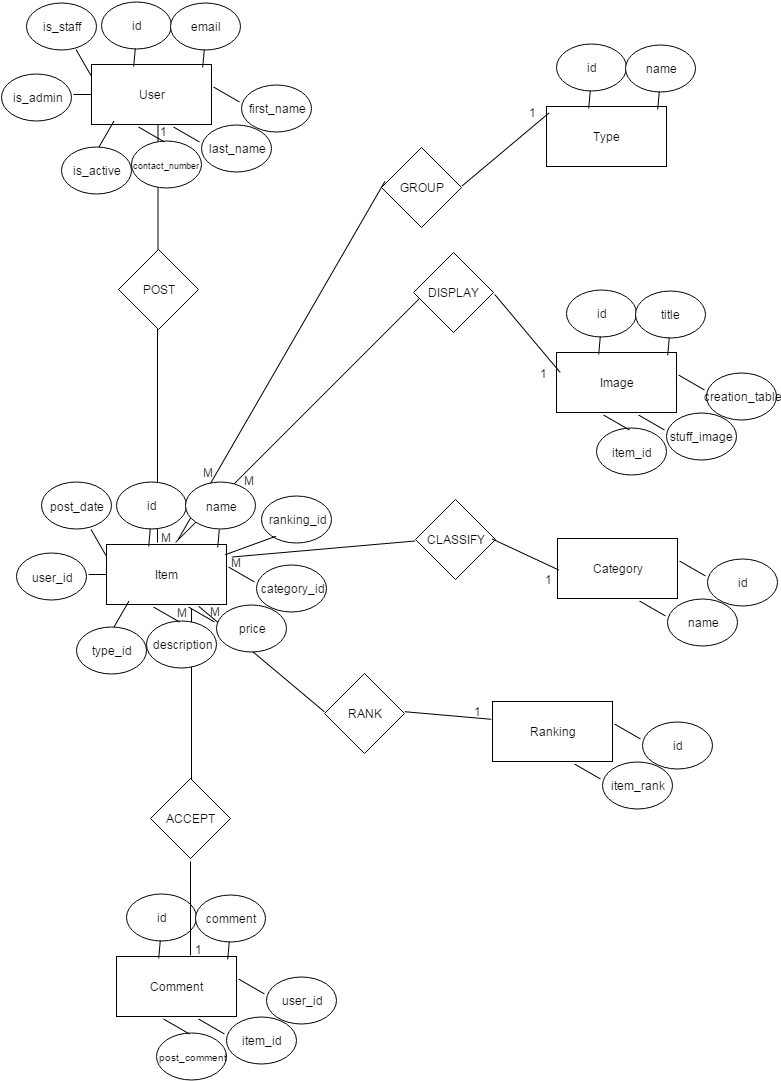 is_staff
id
email
User
is_admin
first_name
1
last_name
is_active
contact_number
POST
id
name
1
Type
GROUP
DISPLAY
id
title
1
Image
creation_table
stuff_image
item_id
M
M
post_date
id
name
ranking_id
M
user_id
Item
M
category_id
CLASSIFY
1
Category
id
name
M
M
price
type_id
description
RANK
1
Ranking
id
item_rank
ACCEPT
id
comment
1
Comment
user_id
item_id
post_comment